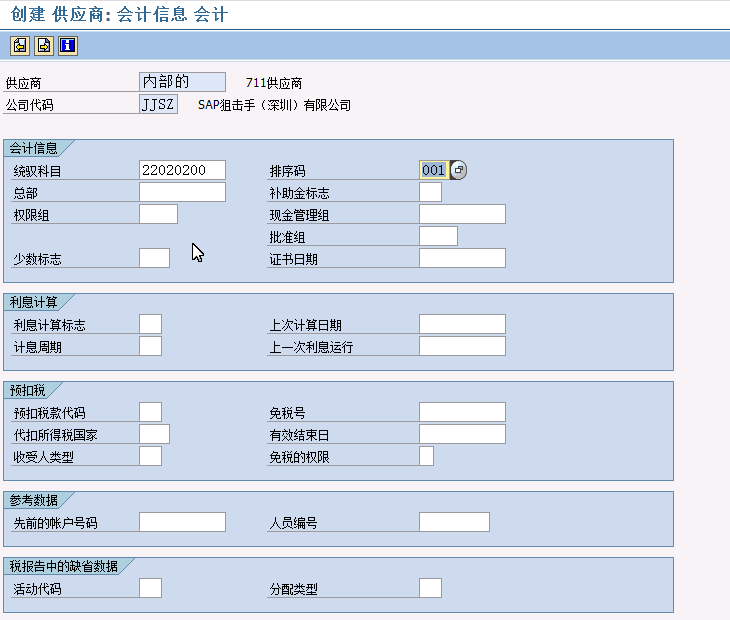 创建 供应商: 会计信息 会计
供应商 内部的 711供应商
公司代码 JJSZ SAP狙击手（深圳）有限公司
会计信息
统驭科目 22020200 排序码 001
总部 补助金标志
权限组 现金管理组
批准组
少数标志 证书日期
利息计算
利息计算标志 上次计算日期
计息周期 上一次利息运行
预扣税
预扣税款代码 免税号
代扣所得税国家 有效结束日
收受人类型 免税的权限
参考数据
先前的帐户号码 人员编号
税报告中的缺省数据
活动代码 分配类型